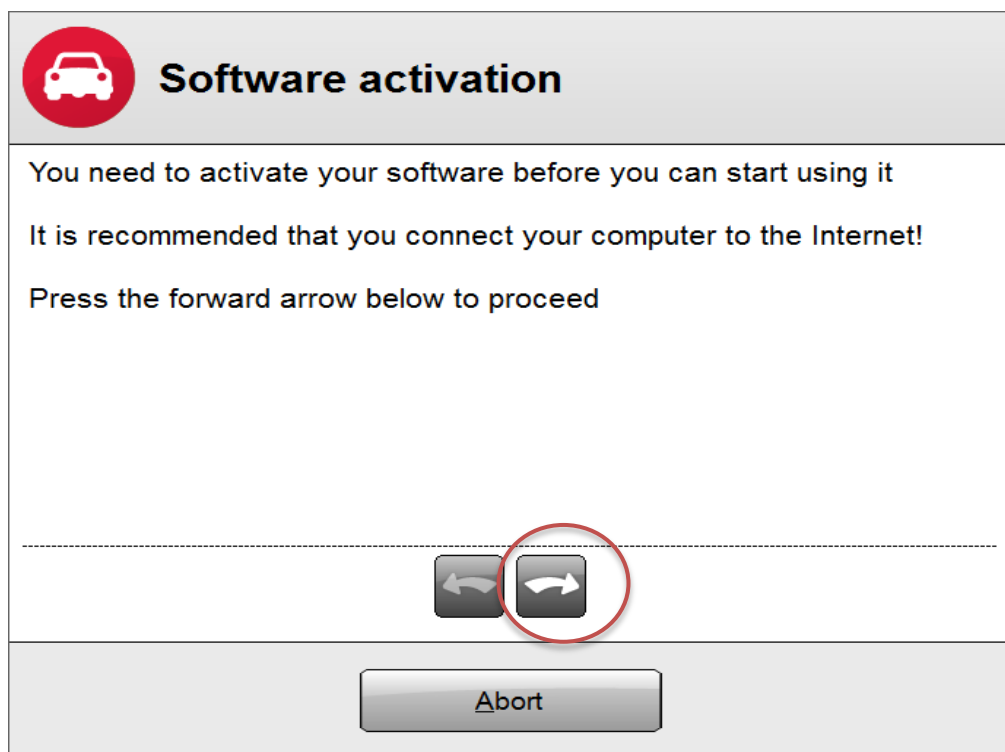 Software activation
You need to activate your software before you can start using it
It is recommended that you connect your computer to the Internet!
Press the forward arrow below to proceed
Abort